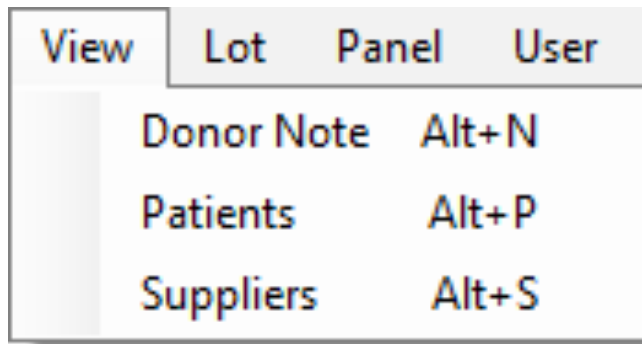 View Lot Panel User
Donor Note Alt+N
Patients Alt+P
Suppliers Alt+S